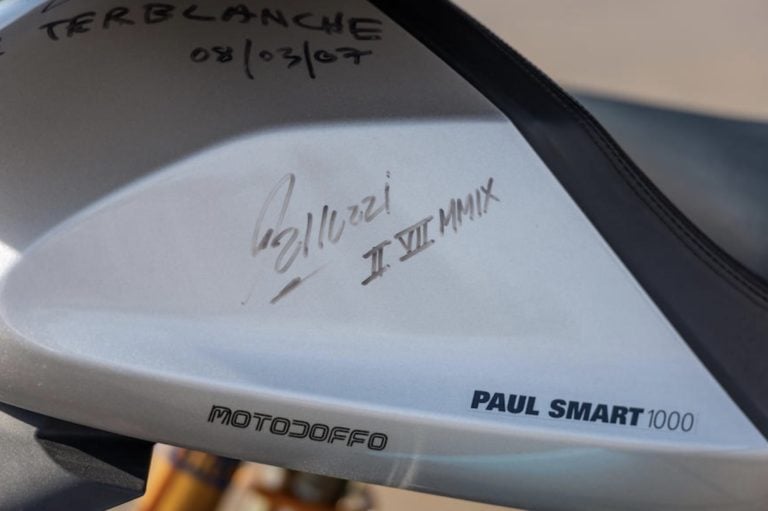 TERBLANCHE
08/03/07
II. VII MMIX
PAUL SMART 1000
MOTODOFFO